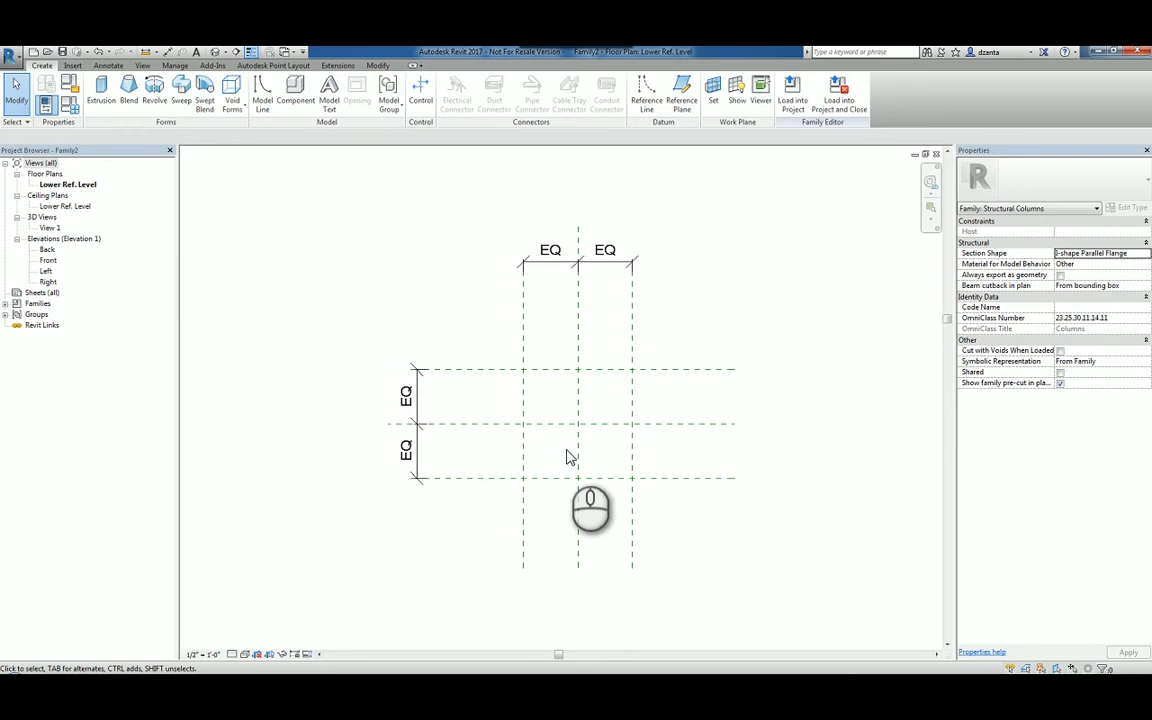 Autodesk Revit 2017 - Not For Resale Version - Family2 - Floor Plan: Lower Ref. Level
Type a keyword or phrase
dzanta
Create Insert Annotate View Manage Add-Ins Autodesk Point Layout Extensions Modify
Modify
Extrusion Blend Revolve Sweep Swept Blend Void Forms
Model Line Component Model Text Opening Model Group
Control
Electrical Connector Duct Connector Pipe Connector Cable Tray Connector Conduit Connector
Reference Line Reference Plane
Set Show Viewer
Load into Project Load into Project and Close
Select Properties Forms Model Control Connectors Datum Work Plane Family Editor
Project Browser - Family2
Views (all)
Floor Plans
Lower Ref. Level
Ceiling Plans
Lower Ref. Level
3D Views
View 1
Elevations (Elevation 1)
Back
Front
Left
Right
Sheets (all)
Families
Groups
Revit Links
EQ EQ
EQ
EQ
Properties
Family: Structural Columns
Edit Type
Constraints
Host
Structural
Section Shape I-shape Parallel Flange
Material for Model Behavior Other
Always export as geometry
Beam cutback in plan From bounding box
Identity Data
Code Name
OmniClass Number 23.25.30.11.14.11
OmniClass Title Columns
Other
Cut with Voids When Loaded
Symbolic Representation From Family
Shared
Show family pre-cut in pla...
Properties help
Apply
1/2" = 1'-0"
Click to select, TAB for alternates, CTRL adds, SHIFT unselects.
:0